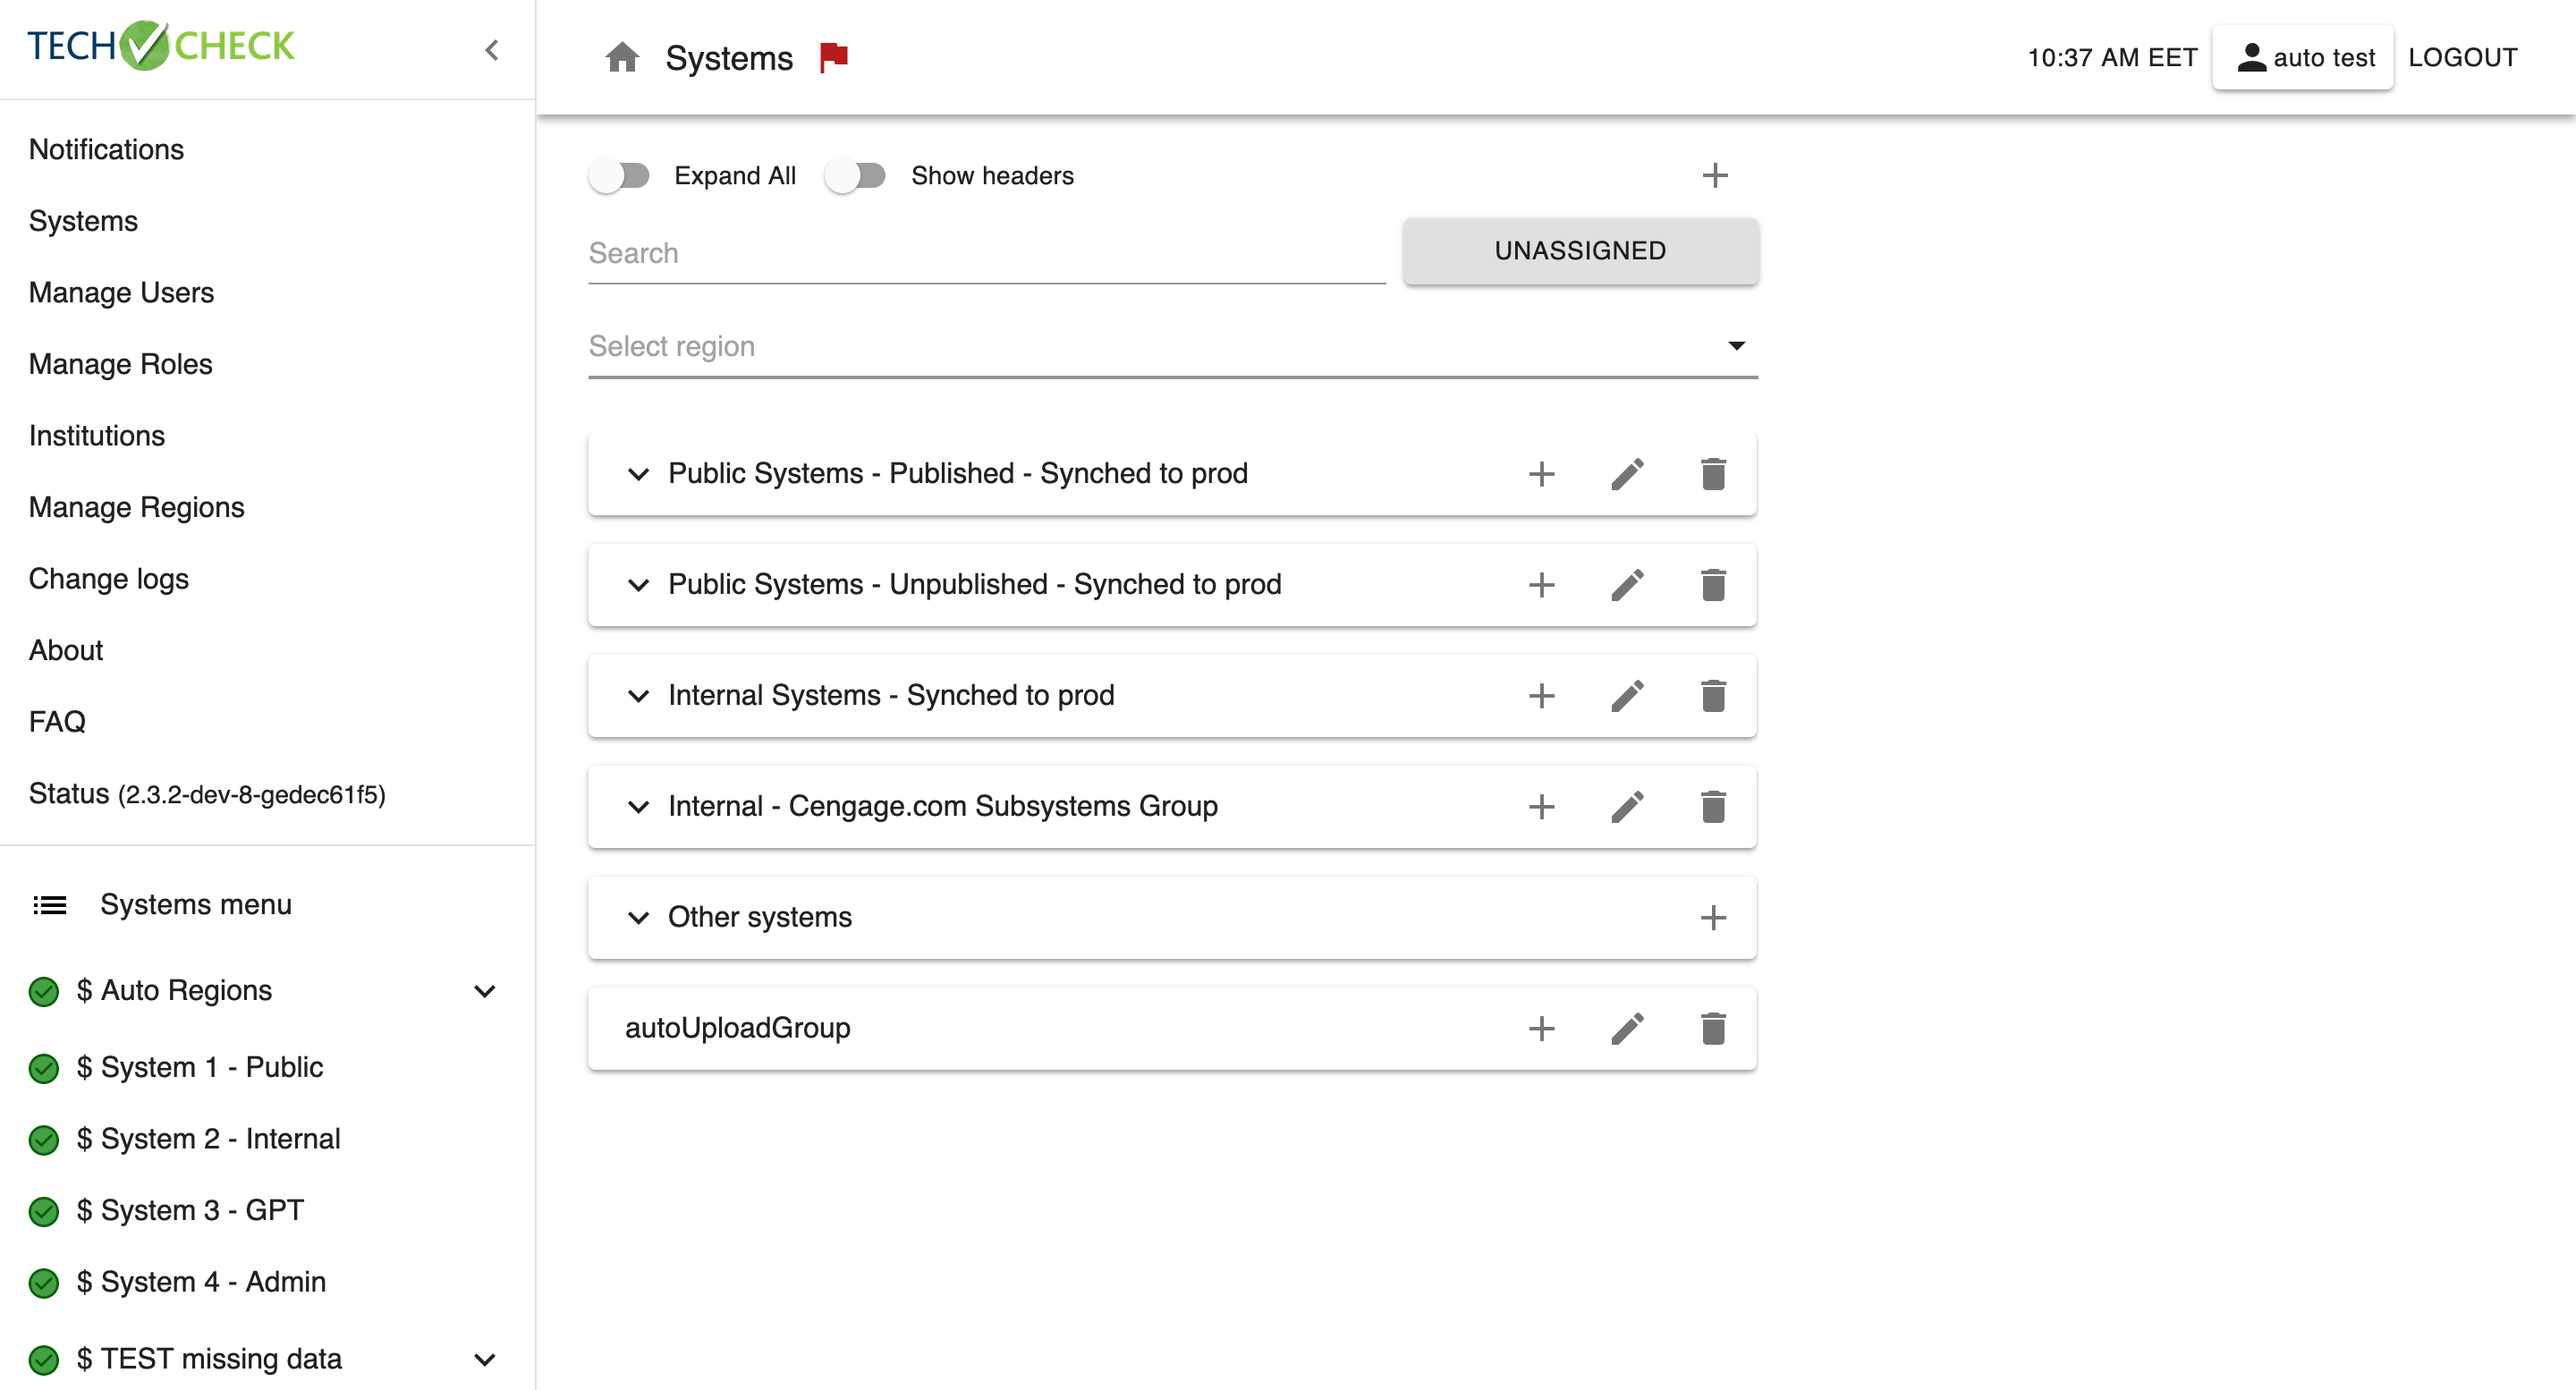 TECH CHECK
Systems
10:37 AM EET
auto test
LOGOUT
Notifications
Systems
Manage Users
Manage Roles
Institutions
Manage Regions
Change logs
About
FAQ
Status (2.3.2-dev-8-gedec61f5)
Systems menu
$ Auto Regions
$ System 1 - Public
$ System 2 - Internal
$ System 3 - GPT
$ System 4 - Admin
$ TEST missing data
Expand All
Show headers
Search
UNASSIGNED
Select region
Public Systems - Published - Synched to prod
Public Systems - Unpublished - Synched to prod
Internal Systems - Synched to prod
Internal - Cengage.com Subsystems Group
Other systems
autoUploadGroup